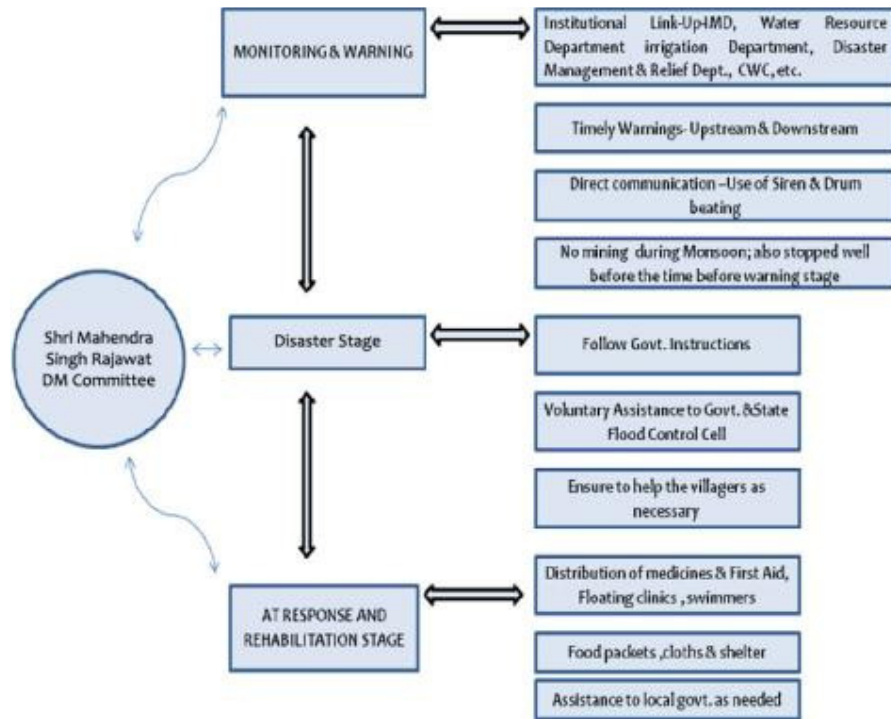 MONITORING & WARNING
Institutional Link-Up-IMD, Water Resource
Department irrigation Department, Disaster
Management & Relief Dept., CWC, etc.
Timely Warnings- Upstream & Downstream
Direct communication –Use of Siren & Drum
beating
No mining during Monsoon; also stopped well
before the time before warning stage
Shri Mahendra
Singh Rajawat
DM Committee
Disaster Stage
Follow Govt. Instructions
Voluntary Assistance to Govt. &State
Flood Control Cell
Ensure to help the villagers as
necessary
AT RESPONSE AND
REHABILITATION STAGE
Distribution of medicines & First Aid,
Floating clinics ,swimmers
Food packets ,cloths & shelter
Assistance to local govt. as needed